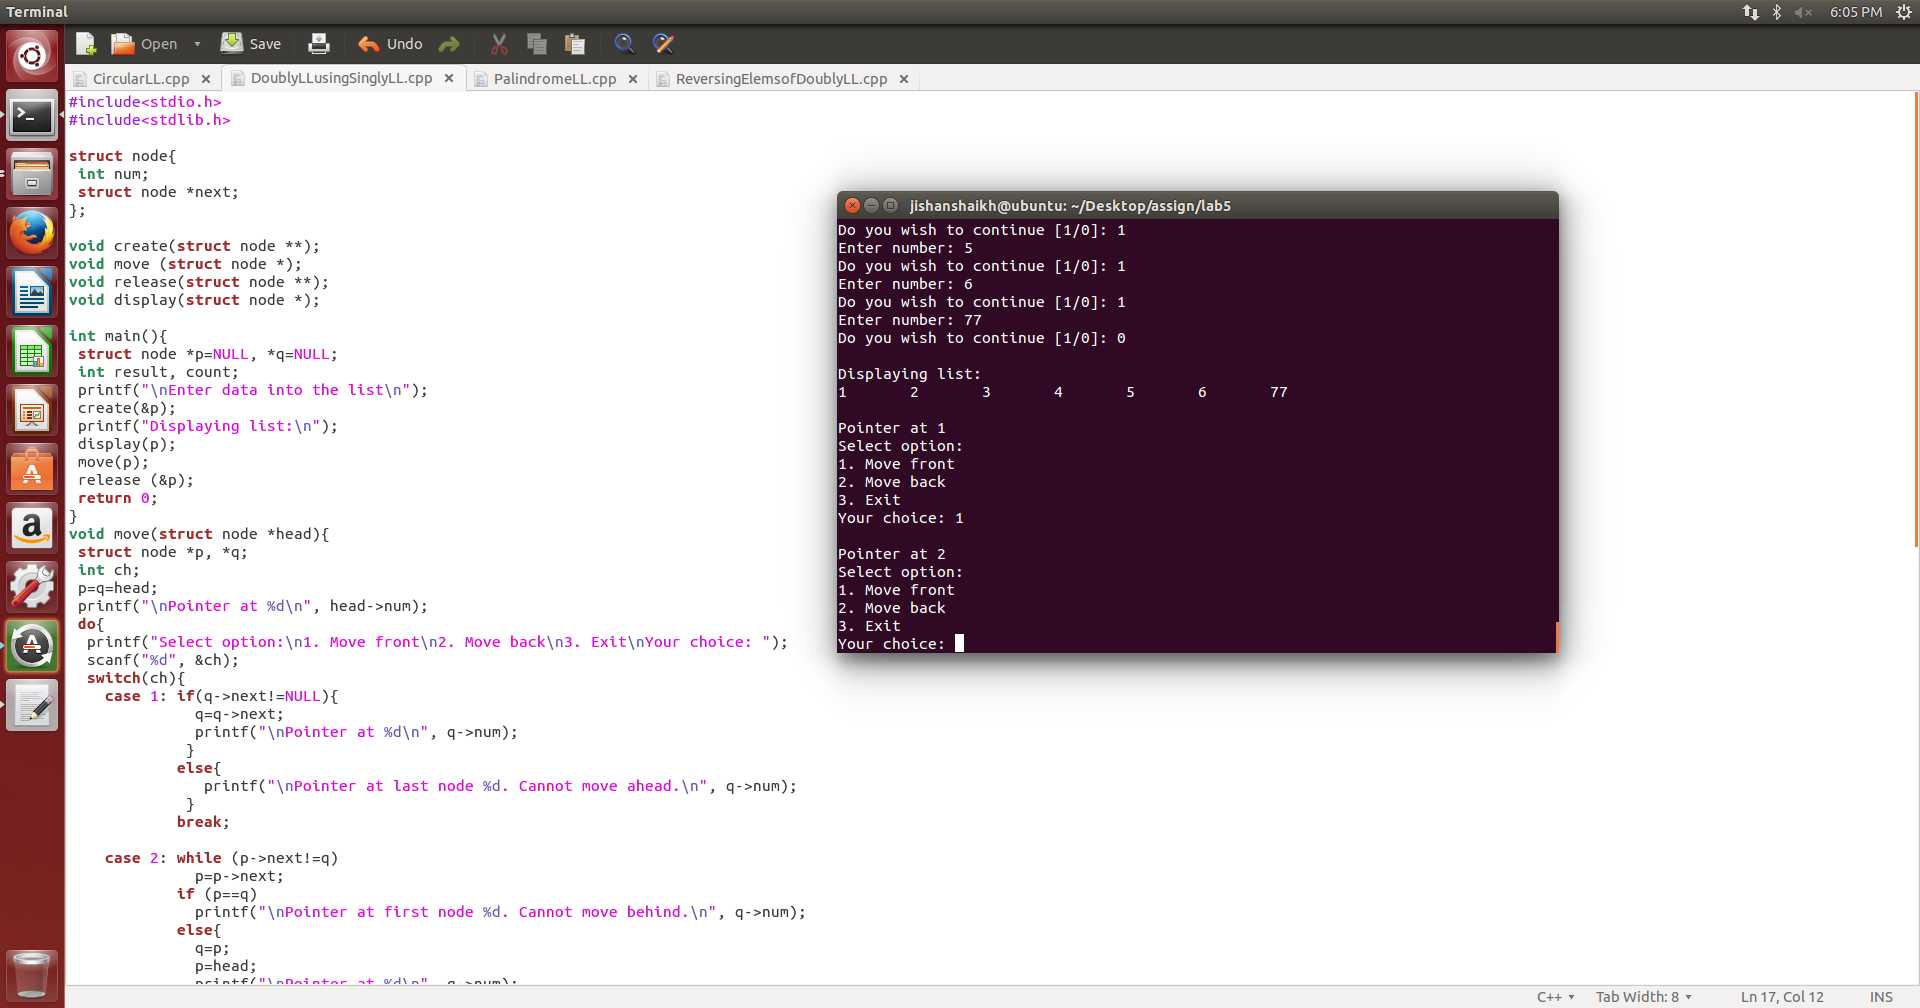 Terminal
6:05 PM
Open
Save
Undo
CircularLL.cpp
DoublyLLusingSinglyLL.cpp
PalindromeLL.cpp
ReversingElemsofDoublyLL.cpp
#include<stdio.h>
#include<stdlib.h>
struct node{
int num;
struct node *next;
};
void create(struct node **);
void move (struct node *);
void release(struct node **);
void display(struct node *);
int main(){
struct node *p=NULL, *q=NULL;
int result, count;
printf("\nEnter data into the list\n");
create(&p);
printf("Displaying list:\n");
display(p);
move(p);
release (&p);
return 0;
}
void move(struct node *head){
struct node *p, *q;
int ch;
p=q=head;
printf("\nPointer at %d\n", head->num);
do{
printf("Select option:\n1. Move front\n2. Move back\n3. Exit\nYour choice: ");
scanf("%d", &ch);
switch(ch){
case 1: if(q->next!=NULL){
q=q->next;
printf("\nPointer at %d\n", q->num);
}
else{
printf("\nPointer at last node %d. Cannot move ahead.\n", q->num);
}
break;
case 2: while (p->next!=q)
p=p->next;
if (p==q)
printf("\nPointer at first node %d. Cannot move behind.\n", q->num);
else{
q=p;
p=head;
printf("\nPointer at %d\n", q->num);
jishanshaikh@ubuntu: ~/Desktop/assign/lab5
Do you wish to continue [1/0]: 1
Enter number: 5
Do you wish to continue [1/0]: 1
Enter number: 6
Do you wish to continue [1/0]: 1
Enter number: 77
Do you wish to continue [1/0]: 0
Displaying list:
1 2 3 4 5 6 77
Pointer at 1
Select option:
1. Move front
2. Move back
3. Exit
Your choice: 1
Pointer at 2
Select option:
1. Move front
2. Move back
3. Exit
Your choice:
C++
Tab Width: 8
Ln 17, Col 12
INS